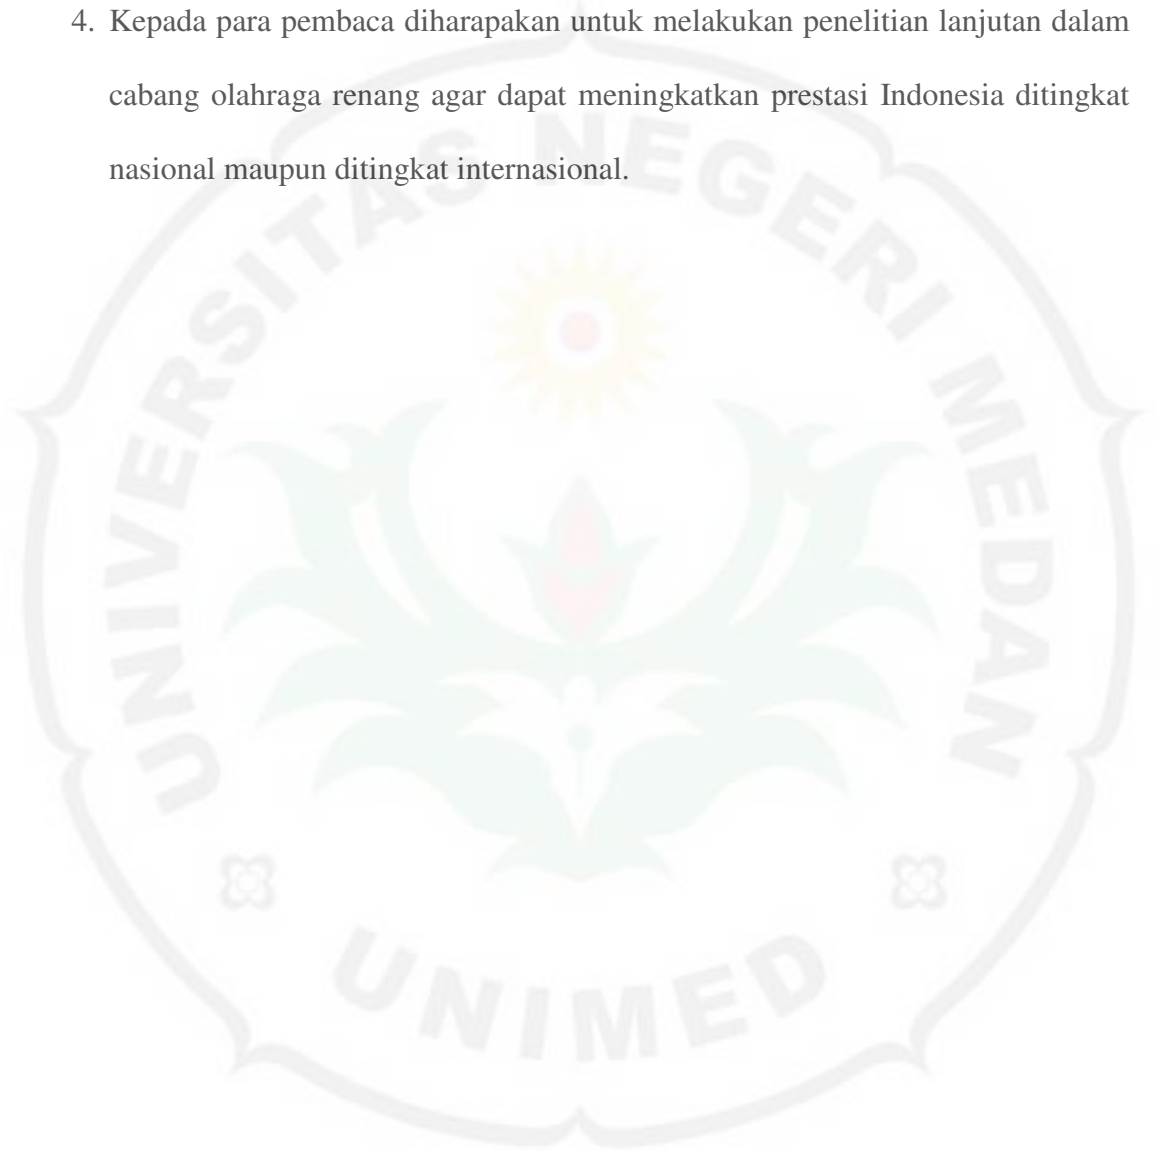 4. Kepada para pembaca diharapakan untuk melakukan penelitian lanjutan dalam
cabang olahraga renang agar dapat meningkatkan prestasi Indonesia ditingkat
nasional maupun ditingkat internasional.
UNIVERSITAS NEGERI MEDAN
UNIMED